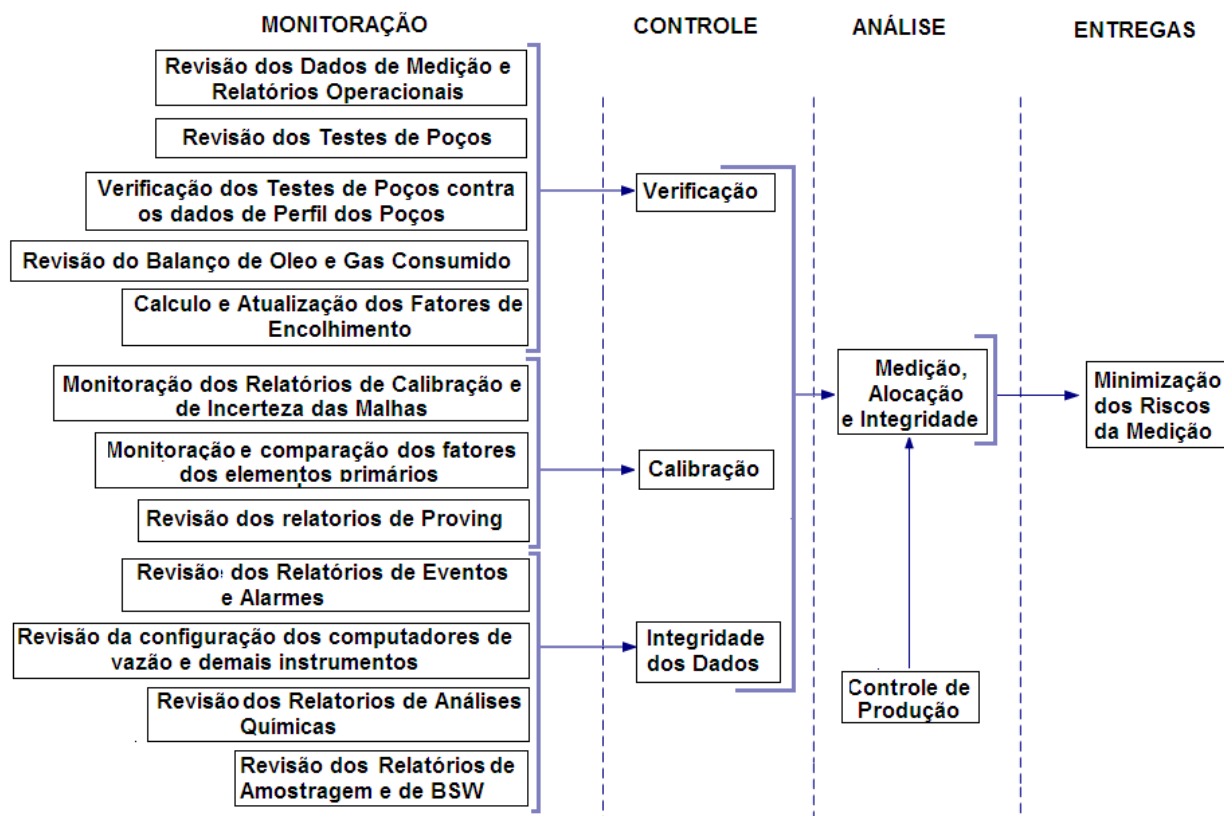 MONITORAÇÃO
CONTROLE
ANÁLISE
ENTREGAS
Revisão dos Dados de Medição e
Relatórios Operacionais
Revisão dos Testes de Poços
Verificação dos Testes de Poços contra
os dados de Perfil dos Poços
Revisão do Balanço de Oleo e Gas Consumido
Calculo e Atualização dos Fatores de
Encolhimento
Monitoração dos Relatórios de Calibração e
de Incerteza das Malhas
Monitoração e comparação dos fatores
dos elementos primários
Revisão dos relatorios de Proving
Revisão dos Relatórios de Eventos
e Alarmes
Revisão da configuração dos computadores de
vazão e demais instrumentos
Revisão dos Relatorios de Análises
Químicas
Revisão dos Relatórios de
Amostragem e de BSW
Verificação
Calibração
Integridade
dos Dados
Medição,
Alocação
e Integridade
Controle de
Produção
Minimização
dos Riscos
da Medição